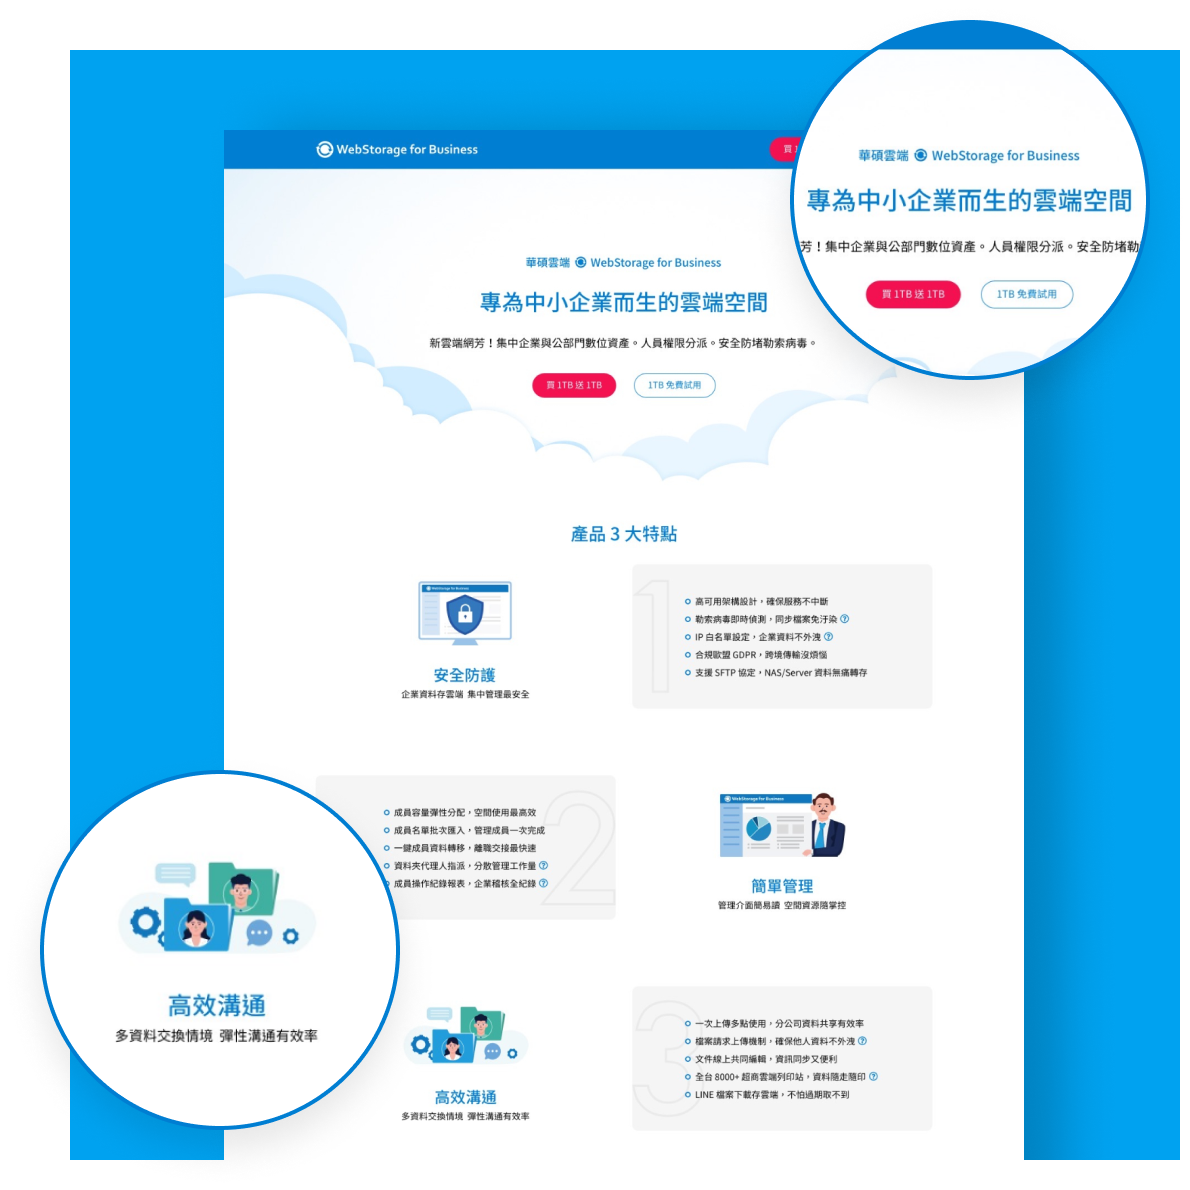 WebStorage for Business
買 1
華碩雲端 WebStorage for Business
專為中小企業而生的雲端空間
芳！集中企業與公部門數位資產。人員權限分派。安全防堵勒
買 1TB 送 1TB
1TB 免費試用
華碩雲端 WebStorage for Business
專為中小企業而生的雲端空間
新雲端網芳！集中企業與公部門數位資產。人員權限分派。安全防堵勒索病毒。
買 1TB 送 1TB
1TB 免費試用
產品 3 大特點
WebStorage for Business
安全防護
企業資料存雲端 集中管理最安全
1
高可用架構設計，確保服務不中斷
勒索病毒即時偵測，同步檔案免汙染 ?
IP 白名單設定，企業資料不外洩 ?
合規歐盟 GDPR，跨境傳輸沒煩惱
支援 SFTP 協定，NAS/Server 資料無痛轉存
2
成員容量彈性分配，空間使用最高效
成員名單批次匯入，管理成員一次完成
一鍵成員資料轉移，離職交接最快速
資料夾代理人指派，分散管理工作量 ?
成員操作紀錄報表，企業稽核全紀錄 ?
WebStorage for Business
簡單管理
管理介面簡易讀 空間資源隨掌控
高效溝通
多資料交換情境 彈性溝通有效率
高效溝通
多資料交換情境 彈性溝通有效率
3
一次上傳多點使用，分公司資料共享有效率
檔案請求上傳機制，確保他人資料不外洩 ?
文件線上共同編輯，資訊同步又便利
全台 8000+ 超商雲端列印站，資料隨走隨印 ?
LINE 檔案下載存雲端，不怕過期取不到